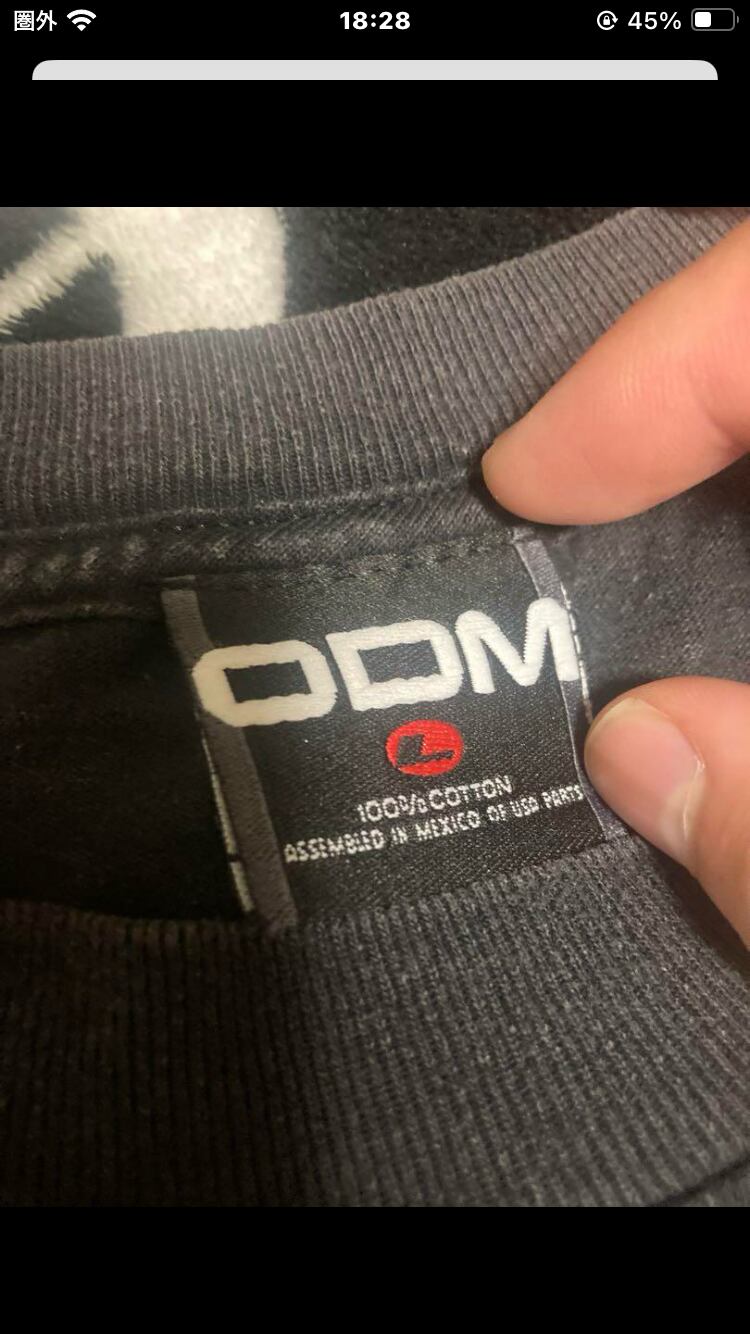 圏外 18:28 45%
ODM
L
100% COTTON
ASSEMBLED IN MEXICO OF USA PARTS